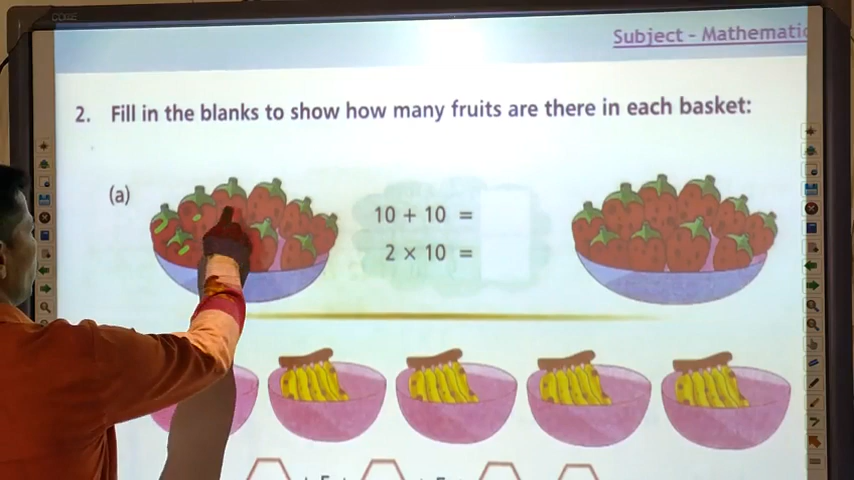 Subject - Mathematic
2. Fill in the blanks to show how many fruits are there in each basket:
(a)
10 + 10 =
2 × 10 =